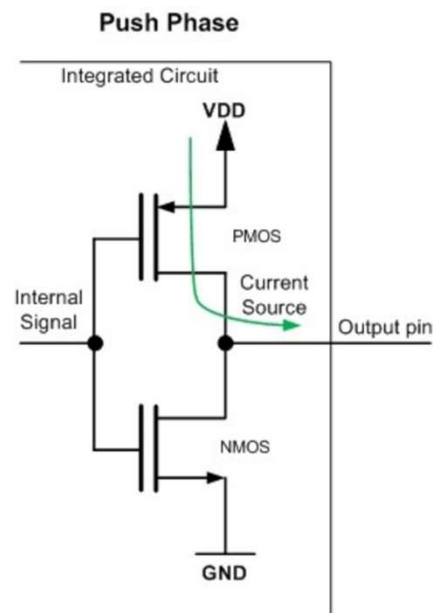 Push Phase
Integrated Circuit
VDD
PMOS
Internal
Signal
Current
Source
Output pin
NMOS
GND